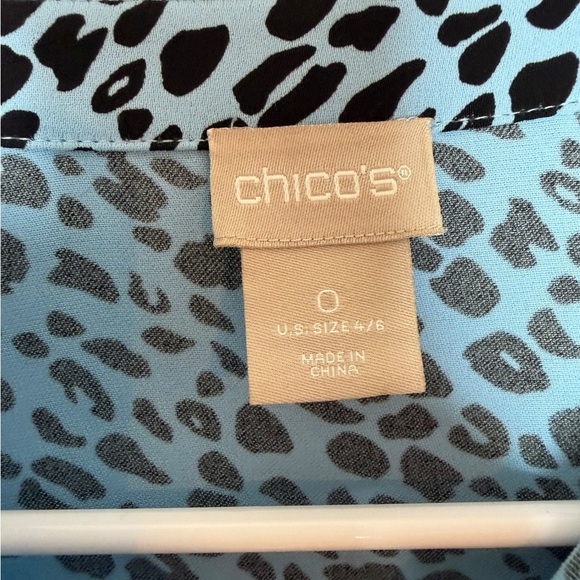 chico's®
0
U.S. SIZE 4/6
MADE IN
CHINA